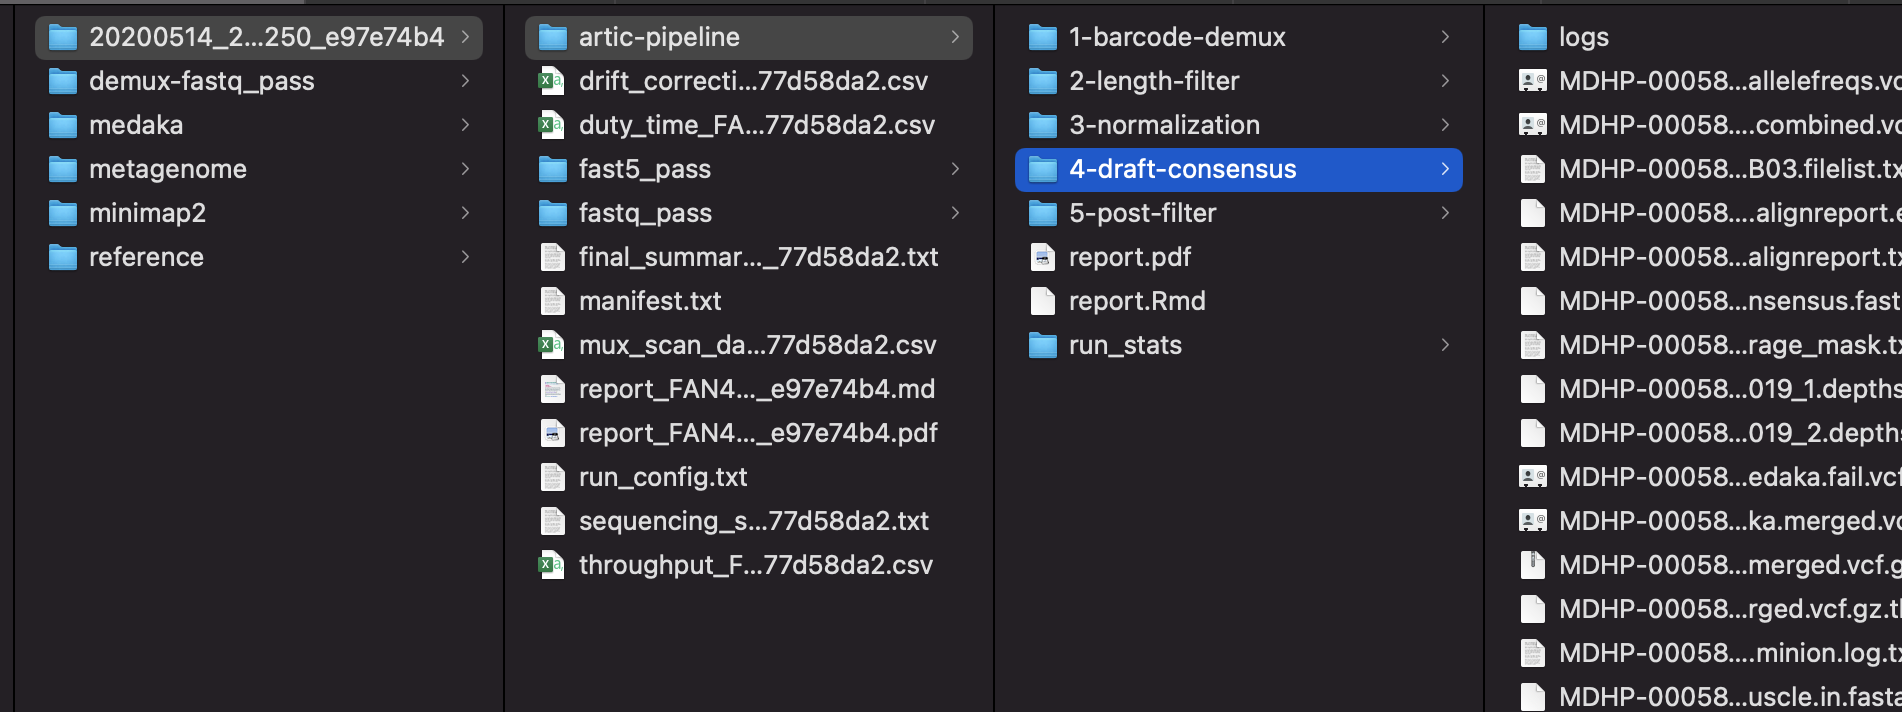 20200514_2...250_e97e74b4
demux-fastq_pass
medaka
metagenome
minimap2
reference
artic-pipeline
drift_correcti...77d58da2.csv
duty_time_FA...77d58da2.csv
fast5_pass
fastq_pass
final_summar..._77d58da2.txt
manifest.txt
mux_scan_da...77d58da2.csv
report_FAN4..._e97e74b4.md
report_FAN4..._e97e74b4.pdf
run_config.txt
sequencing_s...77d58da2.txt
throughput_F...77d58da2.csv
1-barcode-demux
2-length-filter
3-normalization
4-draft-consensus
5-post-filter
report.pdf
report.Rmd
run_stats
logs
MDHP-00058...allelefreqs.vc
MDHP-00058....combined.vc
MDHP-00058...B03.filelist.tx
MDHP-00058....alignreport.e
MDHP-00058...alignreport.tx
MDHP-00058...nsensus.fast
MDHP-00058...rage_mask.tx
MDHP-00058...019_1.depths
MDHP-00058...019_2.depths
MDHP-00058...edaka.fail.vcf
MDHP-00058...ka.merged.vc
MDHP-00058...merged.vcf.g
MDHP-00058...rged.vcf.gz.t
MDHP-00058....minion.log.tx
MDHP-00058...uscle.in.fasta